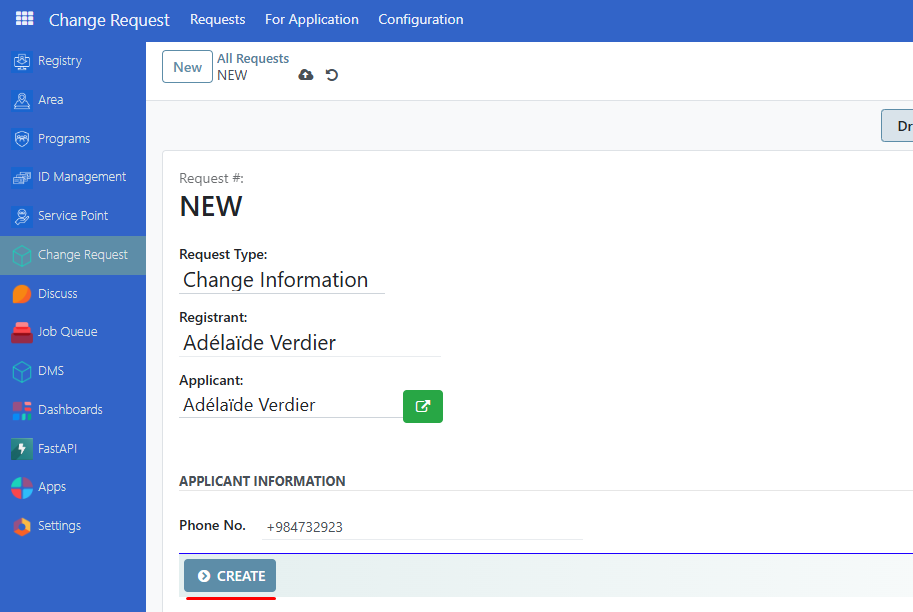 Change Request Requests For Application Configuration
Registry
Area
Programs
ID Management
Service Point
Change Request
Discuss
Job Queue
DMS
Dashboards
FastAPI
Apps
Settings
New
All Requests
NEW
Dr
Request #:
NEW
Request Type:
Change Information
Registrant:
Adélaïde Verdier
Applicant:
Adélaïde Verdier
APPLICANT INFORMATION
Phone No. +984732923
CREATE